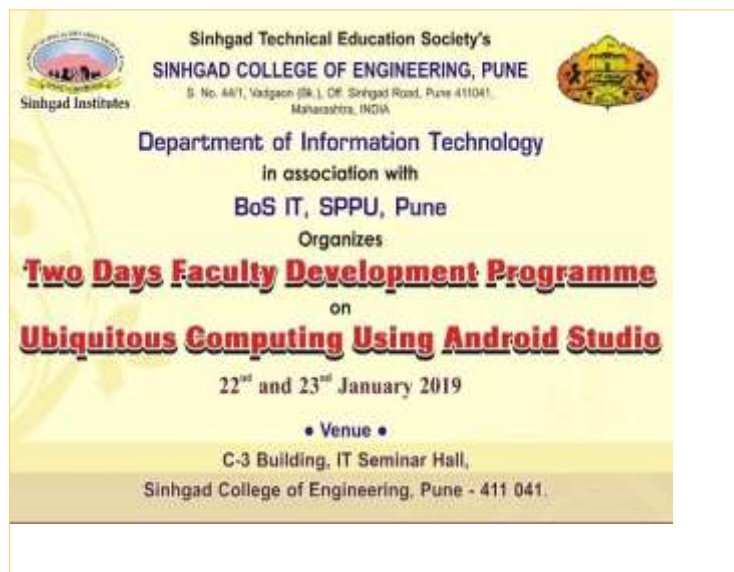 Sinhgad Technical Education Society's
SINHGAD COLLEGE OF ENGINEERING, PUNE
S. No. 44/1, Vadgaon (Bk.), Off. Sinhgad Road, Pune 411041,
Maharashtra, INDIA
Sinhgad Institutes
Department of Information Technology
in association with
BoS IT, SPPU, Pune
Organizes
Two Days Faculty Development Programme
on
Ubiquitous Computing Using Android Studio
22nd and 23rd January 2019
• Venue •
C-3 Building, IT Seminar Hall,
Sinhgad College of Engineering, Pune - 411 041.